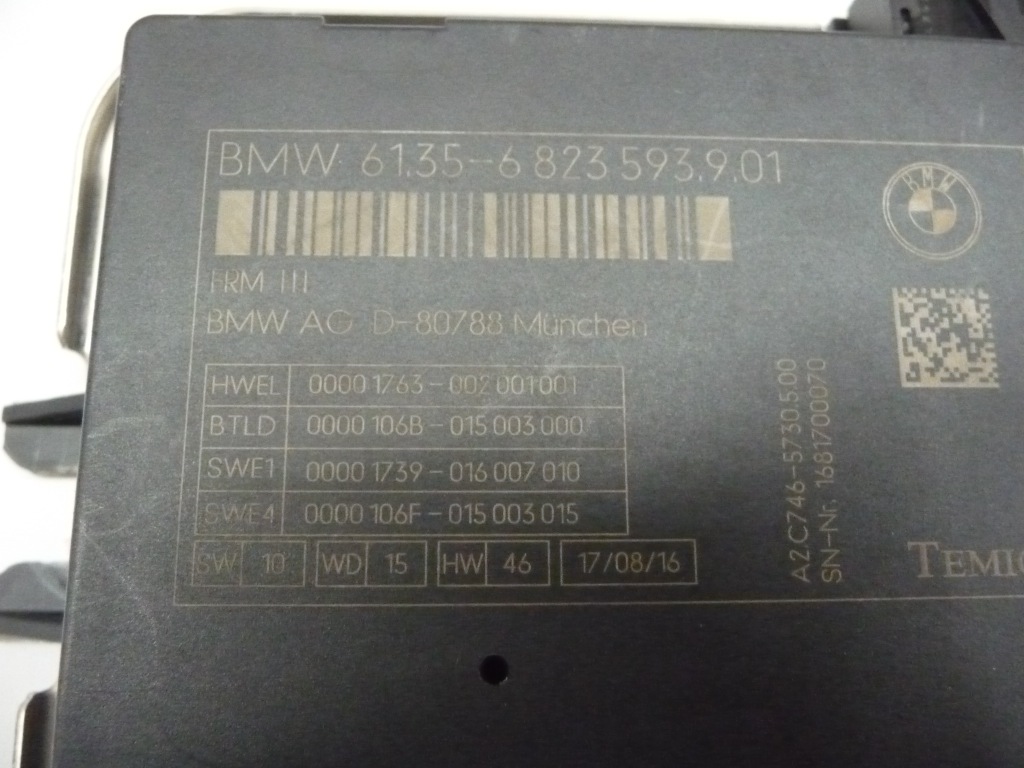 BMW 61.35-6 823 593.9.01
BMW
FRM III
BMW AG D-80788 München
HWEL 0000 1763-002 001 001
BTLD 0000 106B-015 003 000
SWE1 0000 1739-016 007 010
SWE4 0000 106F-015 003 015
SW 10 WD 15 HW 46 17/08/16
A2C746-5730500
SN-Nr. 1681700070
TEMIC